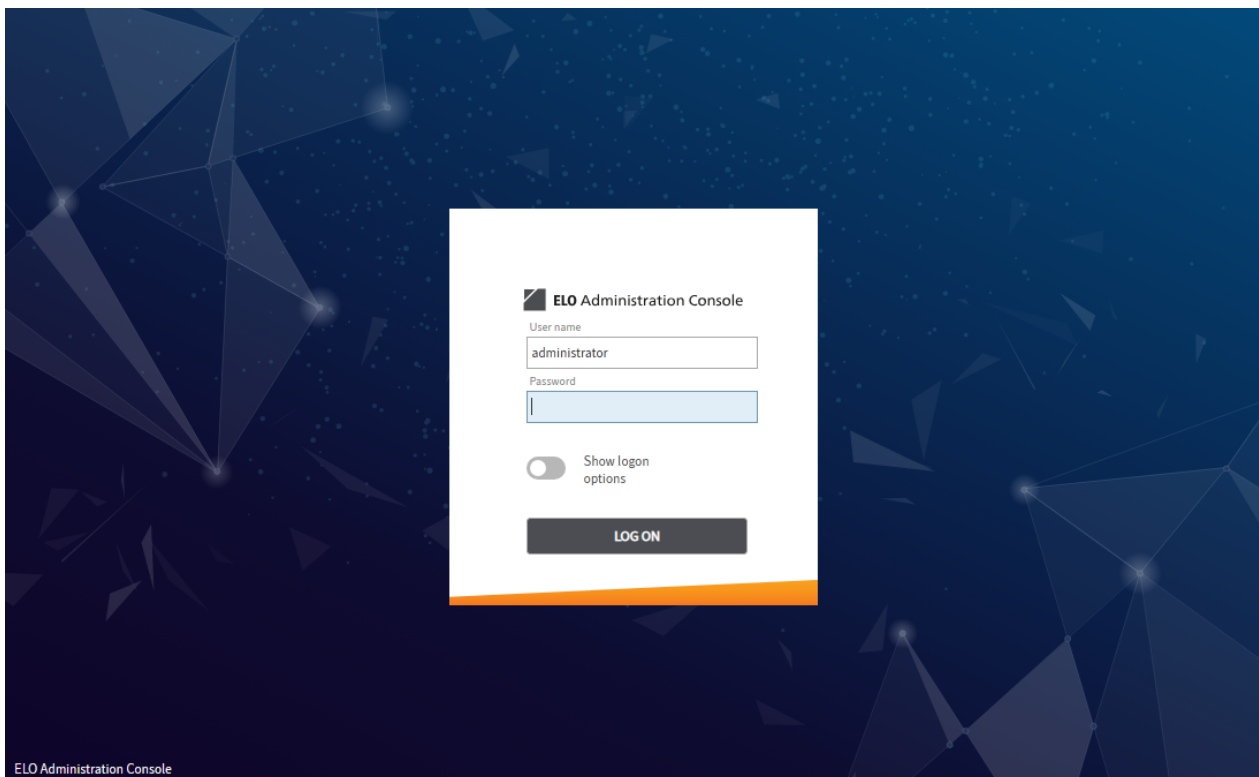 ELO Administration Console
User name
administrator
Password
Show logon
options
LOG ON
ELO Administration Console